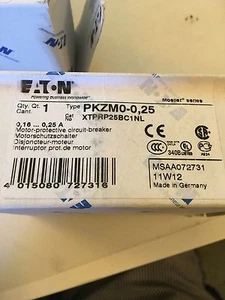 EATON
Powering Business Worldwide
Moeller® series
Qty. Qt. Cant. 1
Type PKZM0-0,25
Cat Ref XTPRP25BC1NL
0,16 ... 0,25 A
Motor-protective circuit-breaker
Motorschutzschalter
Disjoncteur-moteur
Interruptor prot.de motor
MSAA072731
11W12
Made in Germany
4 015080 727316